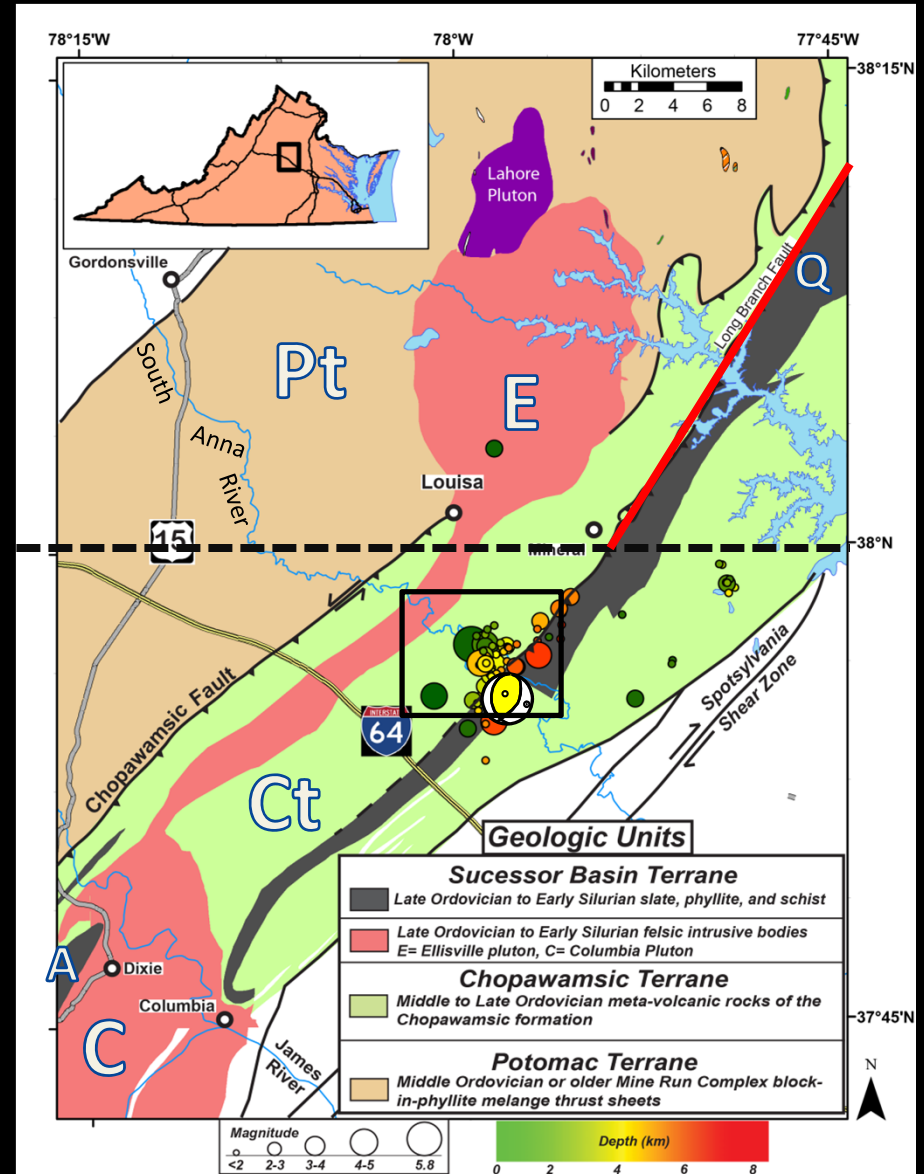 78°15'W
78°W
77°45'W
38°15'N
Kilometers
0 2 4 6 8
Lahore
Pluton
Gordonsville
Q
Long Branch Fault
South
Anna
River
Pt
E
Louisa
15
Mineral
38°N
Chopawamsic Fault
INTERSTATE
64
Spotsylvania
Shear Zone
Ct
A
Dixie
Columbia
C
James
River
Geologic Units
Sucessor Basin Terrane
Late Ordovician to Early Silurian slate, phyllite, and schist
Late Ordovician to Early Silurian felsic intrusive bodies
E= Ellisville pluton, C= Columbia Pluton
Chopawamsic Terrane
Middle to Late Ordovician meta-volcanic rocks of the
Chopawamsic formation
Potomac Terrane
Middle Ordovician or older Mine Run Complex block-
in-phyllite melange thrust sheets
37°45'N
N
Magnitude
<2 2-3 3-4 4-5 5.8
Depth (km)
0 2 4 6 8